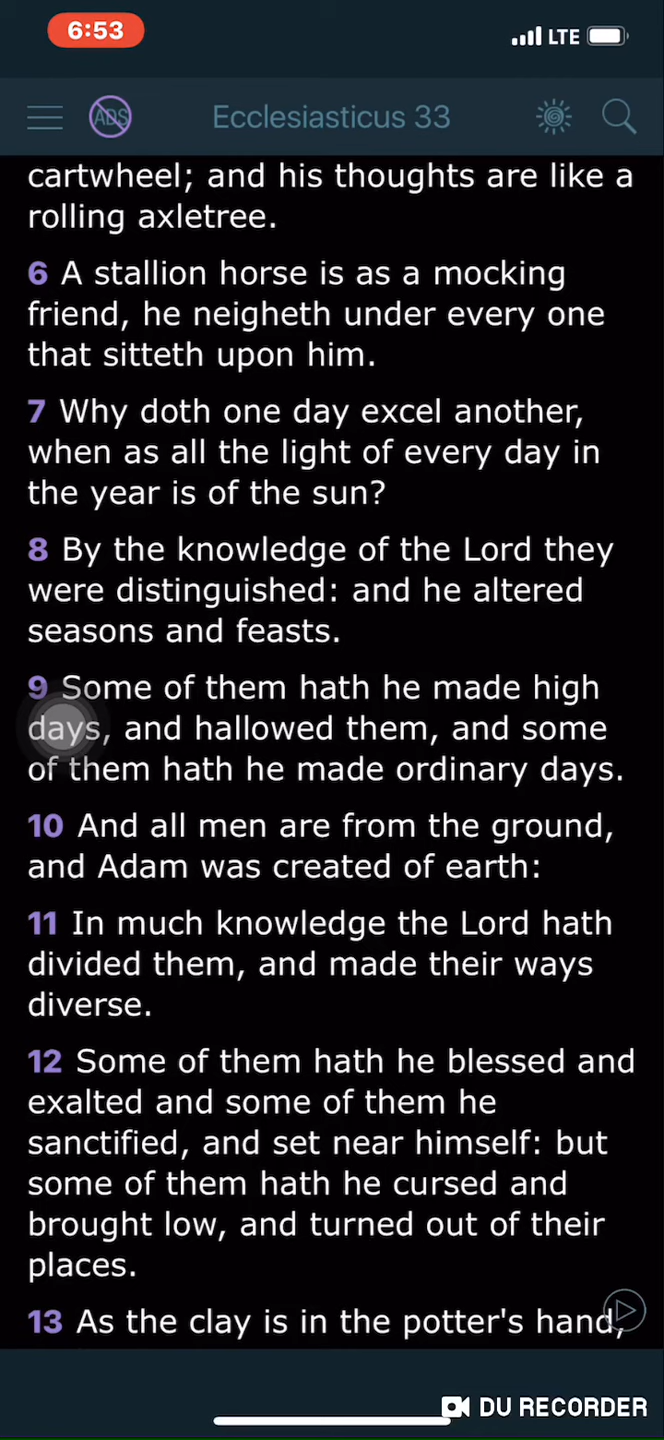 6:53
LTE
ADS
Ecclesiasticus 33
cartwheel; and his thoughts are like a
rolling axletree.
6 A stallion horse is as a mocking
friend, he neigheth under every one
that sitteth upon him.
7 Why doth one day excel another,
when as all the light of every day in
the year is of the sun?
8 By the knowledge of the Lord they
were distinguished: and he altered
seasons and feasts.
9 Some of them hath he made high
days, and hallowed them, and some
of them hath he made ordinary days.
10 And all men are from the ground,
and Adam was created of earth:
11 In much knowledge the Lord hath
divided them, and made their ways
diverse.
12 Some of them hath he blessed and
exalted and some of them he
sanctified, and set near himself: but
some of them hath he cursed and
brought low, and turned out of their
places.
13 As the clay is in the potter's hand,
DU RECORDER